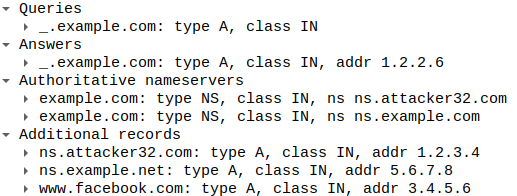 Queries
_.example.com: type A, class IN
Answers
_.example.com: type A, class IN, addr 1.2.2.6
Authoritative nameservers
example.com: type NS, class IN, ns ns.attacker32.com
example.com: type NS, class IN, ns ns.example.com
Additional records
ns.attacker32.com: type A, class IN, addr 1.2.3.4
ns.example.net: type A, class IN, addr 5.6.7.8
www.facebook.com: type A, class IN, addr 3.4.5.6